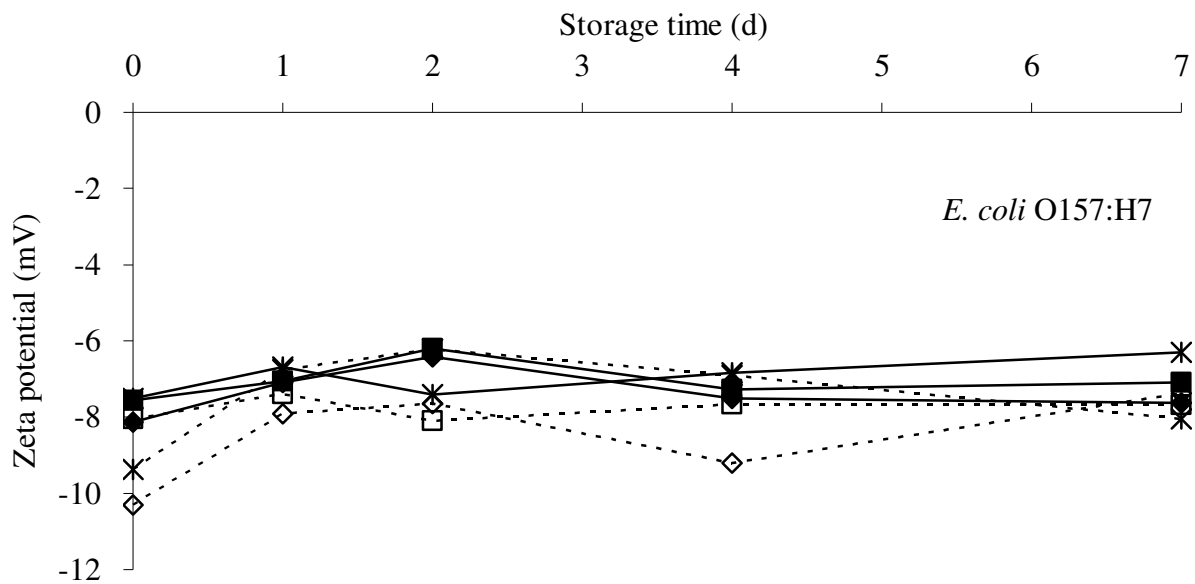 Storage time (d)
0 1 2 3 4 5 6 7
0
-2
-4
-6
-8
-10
-12
Zeta potential (mV)
E. coli O157:H7